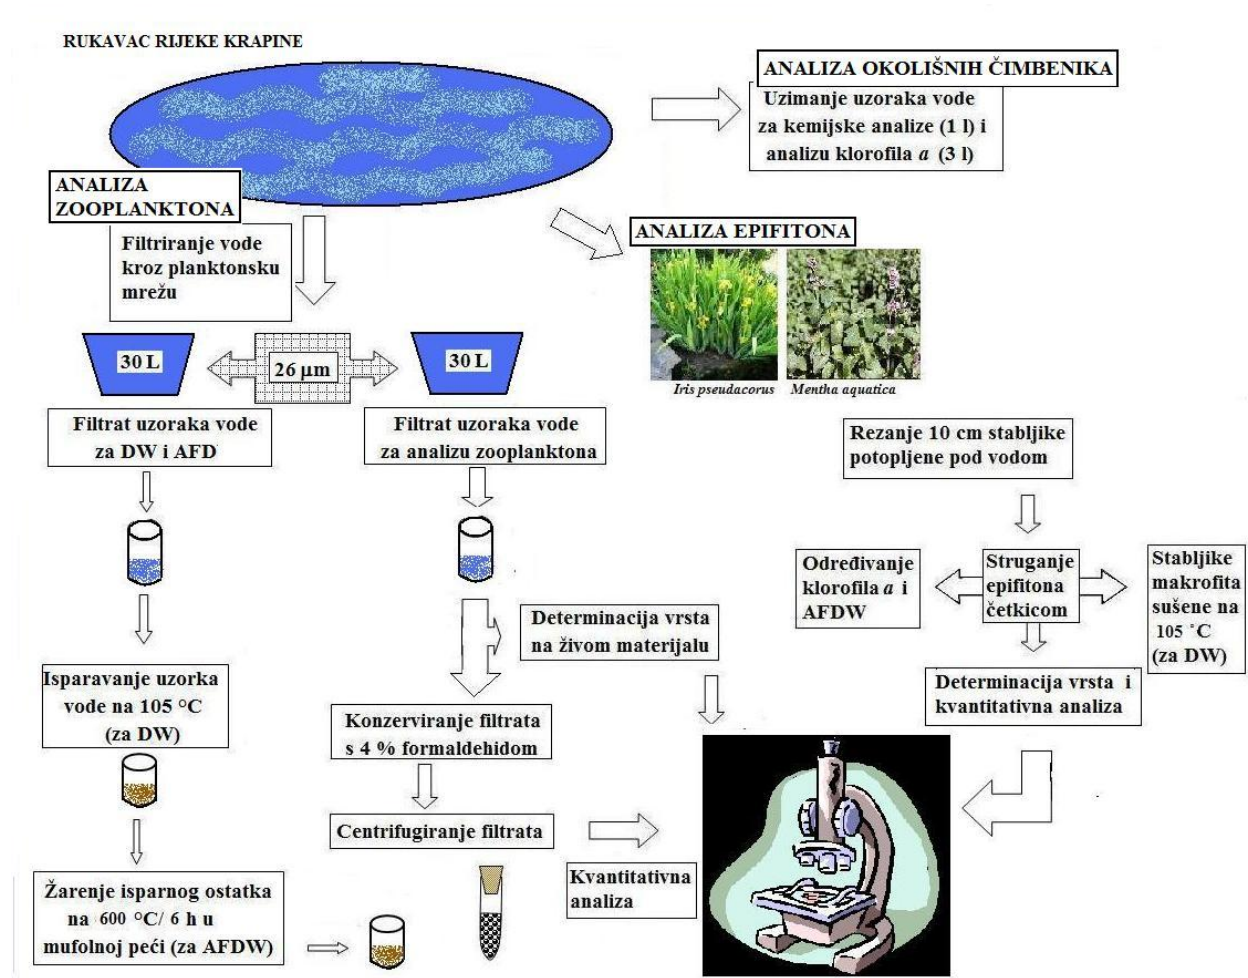 RUKAVAC RIJEKE KRAPINE
ANALIZA OKOLIŠNIH ČIMBENIKA
Uzimanje uzoraka vode
za kemijske analize (1 l) i
analizu klorofila a (3 l)
ANALIZA
ZOOPLANKTONA
Filtriranje vode
kroz planktonsku
mrežu
ANALIZA EPIFITONA
Iris pseudacorus
Mentha aquatica
30 L
26 µm
30 L
Filtrat uzoraka vode
za DW i AFD
Filtrat uzoraka vode
za analizu zooplanktona
Rezanje 10 cm stabljike
potopljene pod vodom
Određivanje
klorofila a i
AFDW
Struganje
epifitona
četkicom
Stabljike
makrofita
sušene na
105 ˚C
(za DW)
Determinacija vrsta
na živom materijalu
Determinacija vrsta i
kvantitativna analiza
Isparavanje uzorka
vode na 105 °C
(za DW)
Konzerviranje filtrata
s 4 % formaldehidom
Centrifugiranje filtrata
Kvantitativna
analiza
Žarenje isparnog ostatka
na 600 °C/ 6 h u
mufolnoj peći (za AFDW)